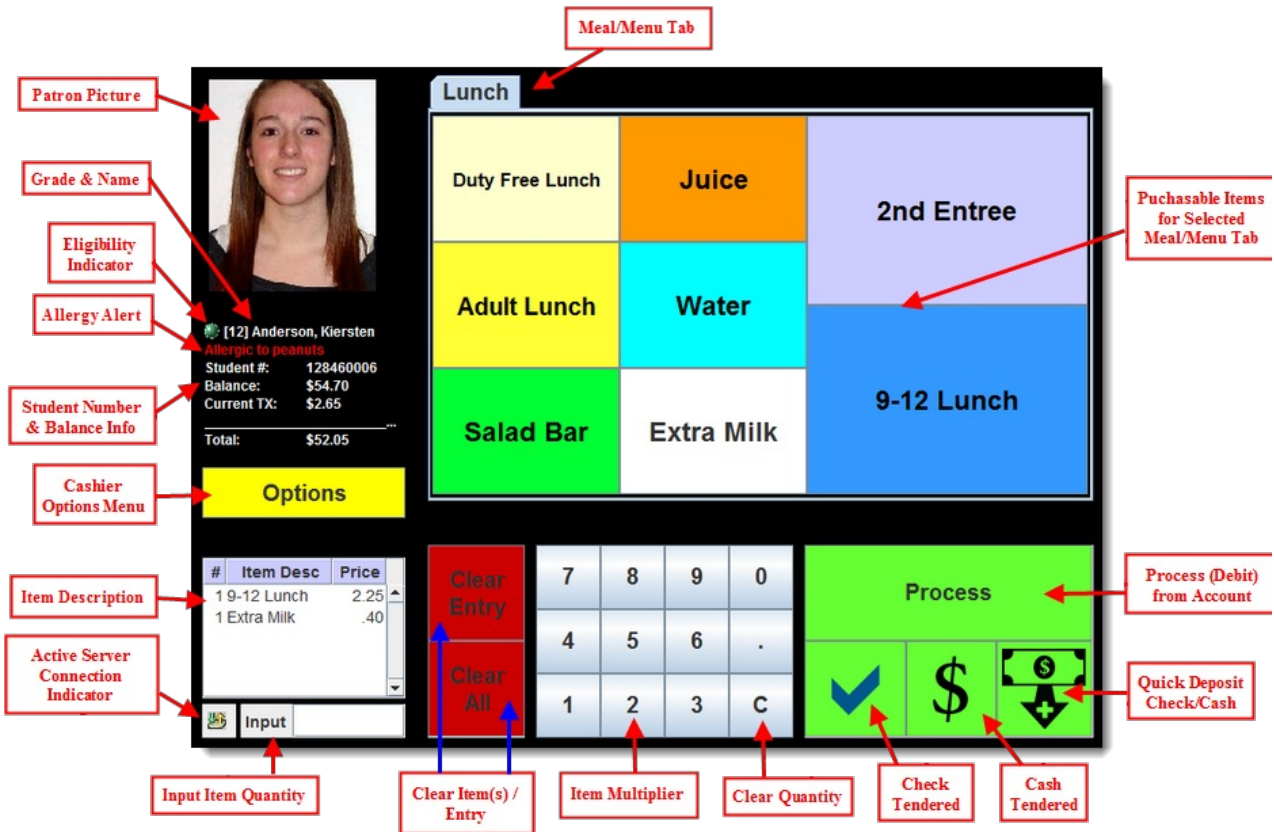 Meal/Menu Tab
Patron Picture
Grade & Name
Eligibility
Indicator
Allergy Alert
Student Number
& Balance Info
Cashier
Options Menu
Item Description
Active Server
Connection
Indicator
[12] Anderson, Kiersten
Allergic to peanuts
Student #: 128460006
Balance: $54.70
Current TX: $2.65
...
Total: $52.05
Options
# Item Desc Price
1 9-12 Lunch 2.25
1 Extra Milk .40
Input
Lunch
Duty Free Lunch
Juice
2nd Entree
Adult Lunch
Water
Salad Bar
Extra Milk
9-12 Lunch
Puchasable Items
for Selected
Meal/Menu Tab
Clear
Entry
Clear
All
7 8 9 0
4 5 6 .
1 2 3 C
Process
$
$
Process (Debit)
from Account
Quick Deposit
Check/Cash
Input Item Quantity
Clear Item(s) /
Entry
Item Multiplier
Clear Quantity
Check
Tendered
Cash
Tendered